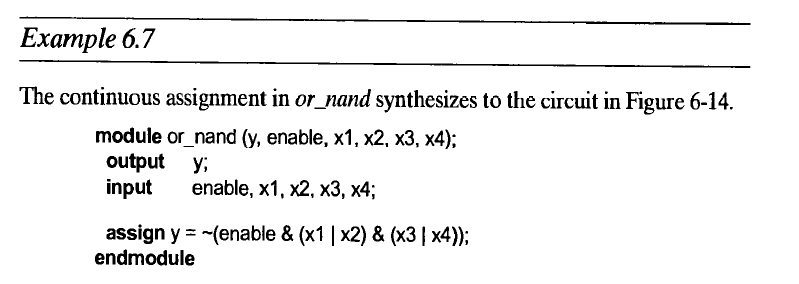 Example 6.7
The continuous assignment in or_nand synthesizes to the circuit in Figure 6-14.
module or_nand (y, enable, x1, x2, x3, x4);
output y;
input enable, x1, x2, x3, x4;
assign y = ~(enable & (x1 | x2) & (x3 | x4));
endmodule